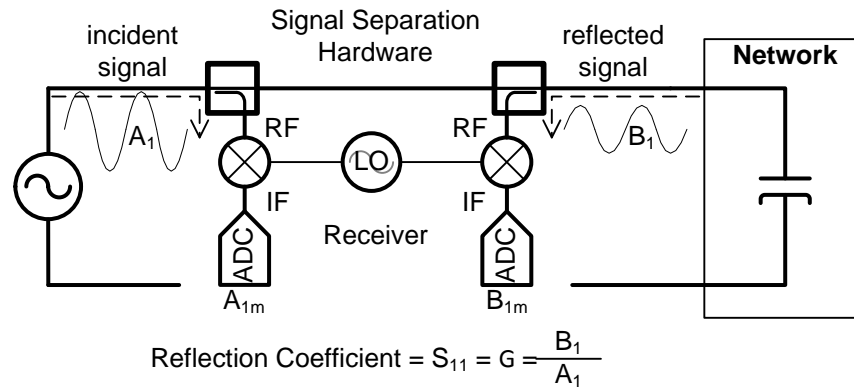 incident
signal
Signal Separation
Hardware
reflected
signal
Network
A₁
RF
LO
RF
B₁
IF
IF
ADC
Receiver
ADC
A₁ₘ
B₁ₘ
Reflection Coefficient = S₁₁ = G = B₁
A₁